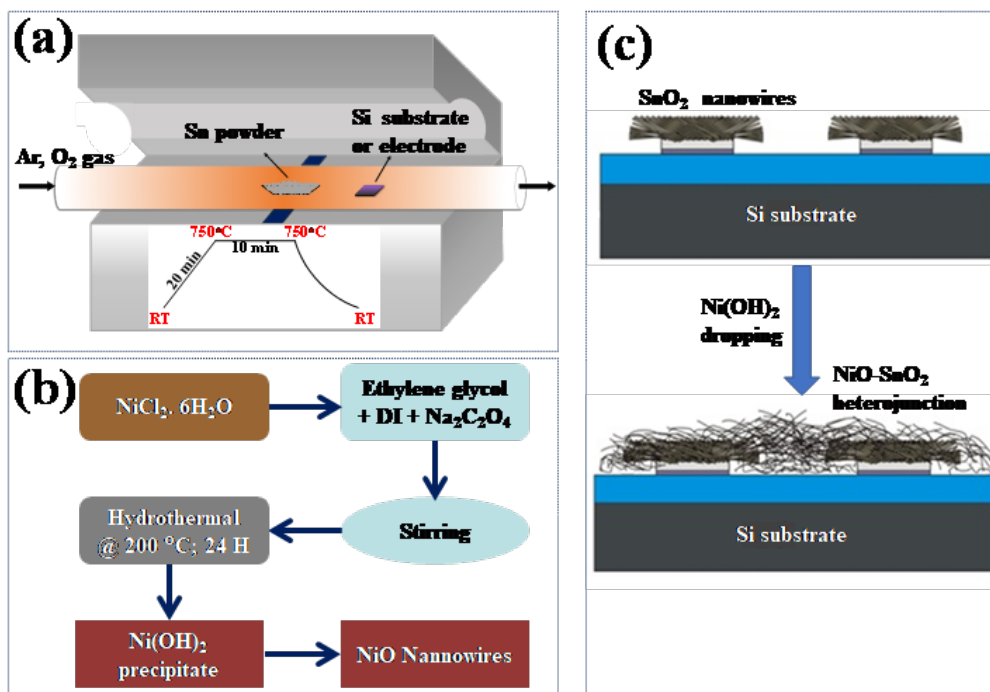 (a)
Sn powder
Si substrate
or electrode
Ar, O₂ gas
750°C
750°C
10 min
20 min
RT
RT
(b)
NiCl₂. 6H₂O
Ethylene glycol
+ DI + Na₂C₂O₄
Stirring
Hydrothermal
@ 200 °C; 24 H
Ni(OH)₂
precipitate
NiO Nannowires
(c)
SnO₂ nanowires
Si substrate
Ni(OH)₂
dropping
NiO-SnO₂
heterojunction
Si substrate